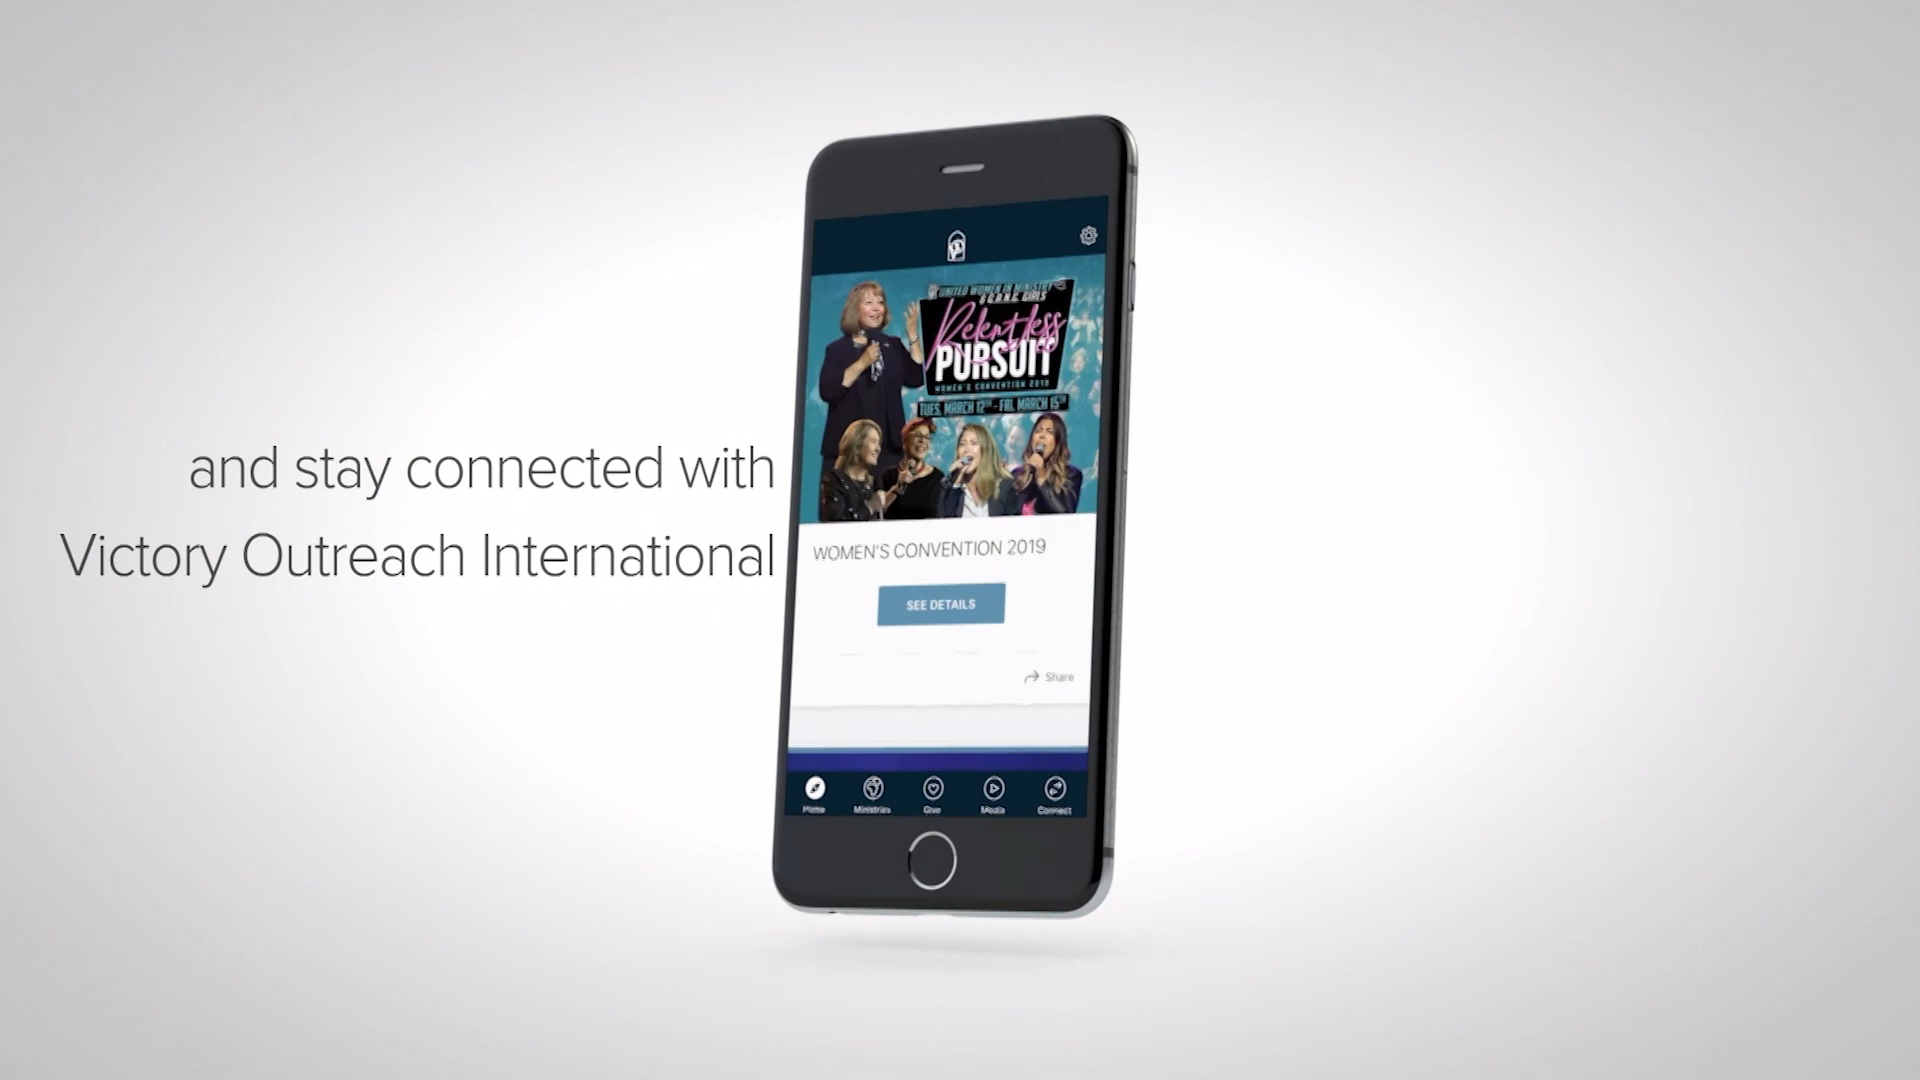 and stay connected with
Victory Outreach International
UNITED WOMEN IN MINISTRY
& G.A.N.G. GIRLS
Relentless
PURSUIT
WOMEN'S CONVENTION 2019
TUES, MARCH 12TH - FRI, MARCH 15TH
WOMEN'S CONVENTION 2019
SEE DETAILS
Share
Home
Ministries
Give
Media
Connect